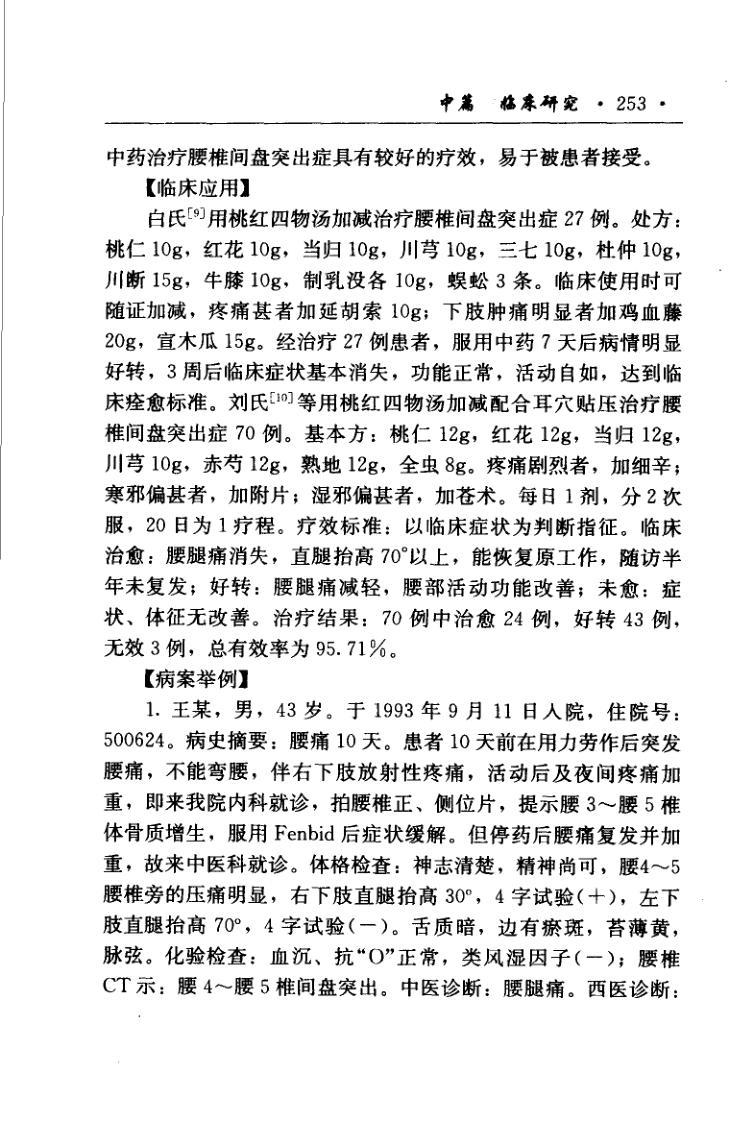 中篇 临床研究 · 253 ·
中药治疗腰椎间盘突出症具有较好的疗效，易于被患者接受。
【临床应用】
白氏[9]用桃红四物汤加减治疗腰椎间盘突出症 27 例。处方：
桃仁 10g，红花 10g，当归 10g，川芎 10g，三七 10g，杜仲 10g，
川断 15g，牛膝 10g，制乳没各 10g，蜈蚣 3 条。临床使用时可
随证加减，疼痛甚者加延胡索 10g；下肢肿痛明显者加鸡血藤
20g，宣木瓜 15g。经治疗 27 例患者，服用中药 7 天后病情明显
好转，3 周后临床症状基本消失，功能正常，活动自如，达到临
床痊愈标准。刘氏[10]等用桃红四物汤加减配合耳穴贴压治疗腰
椎间盘突出症 70 例。基本方：桃仁 12g，红花 12g，当归 12g，
川芎 10g，赤芍 12g，熟地 12g，全虫 8g。疼痛剧烈者，加细辛；
寒邪偏甚者，加附片；湿邪偏甚者，加苍术。每日 1 剂，分 2 次
服，20 日为 1 疗程。疗效标准：以临床症状为判断指征。临床
治愈：腰腿痛消失，直腿抬高 70°以上，能恢复原工作，随访半
年未复发；好转：腰腿痛减轻，腰部活动功能改善；未愈：症
状、体征无改善。治疗结果：70 例中治愈 24 例，好转 43 例，
无效 3 例，总有效率为 95.71%。
【病案举例】
1. 王某，男，43 岁。于 1993 年 9 月 11 日人院，住院号：
500624。病史摘要：腰痛 10 天。患者 10 天前在用力劳作后突发
腰痛，不能弯腰，伴右下肢放射性疼痛，活动后及夜间疼痛加
重，即来我院内科就诊，拍腰椎正、侧位片，提示腰 3～腰 5 椎
体骨质增生，服用 Fenbid 后症状缓解。但停药后腰痛复发并加
重，故来中医科就诊。体格检查：神志清楚，精神尚可，腰4～5
腰椎旁的压痛明显，右下肢直腿抬高 30°，4 字试验(＋)，左下
肢直腿抬高 70°，4 字试验(－)。舌质暗，边有瘀斑，苔薄黄，
脉弦。化验检查：血沉、抗“O”正常，类风湿因子(－)；腰椎
CT 示：腰 4～腰 5 椎间盘突出。中医诊断：腰腿痛。西医诊断：